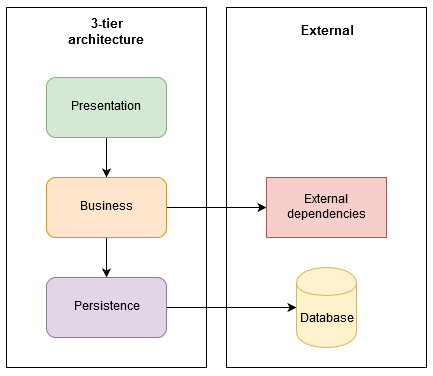 3-tier
architecture
External
Presentation
Business
External
dependencies
Persistence
Database